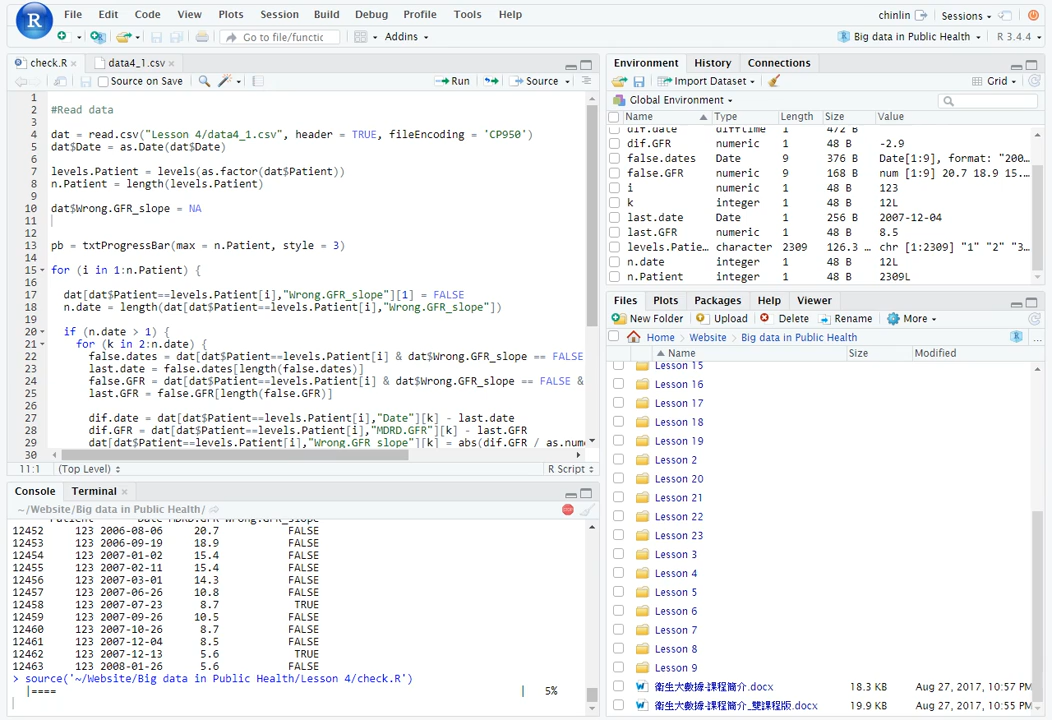 R File Edit Code View Plots Session Build Debug Profile Tools Help chinlin Sessions
Go to file/functic Addins Big data in Public Health R 3.4.4
check.R data4_1.csv
Source on Save Run Source
1
2 #Read data
3
4 dat = read.csv("Lesson 4/data4_1.csv", header = TRUE, fileEncoding = 'CP950')
5 dat$Date = as.Date(dat$Date)
6
7 levels.Patient = levels(as.factor(dat$Patient))
8 n.Patient = length(levels.Patient)
9
10 dat$Wrong.GFR_slope = NA
11
12
13 pb = txtProgressBar(max = n.Patient, style = 3)
14
15 for (i in 1:n.Patient) {
16
17 dat[dat$Patient==levels.Patient[i],"Wrong.GFR_slope"][1] = FALSE
18 n.date = length(dat[dat$Patient==levels.Patient[i],"Wrong.GFR_slope"])
19
20 if (n.date > 1) {
21 for (k in 2:n.date) {
22 false.dates = dat[dat$Patient==levels.Patient[i] & dat$Wrong.GFR_slope == FALSE
23 last.date = false.dates[length(false.dates)]
24 false.GFR = dat[dat$Patient==levels.Patient[i] & dat$Wrong.GFR_slope == FALSE &
25 last.GFR = false.GFR[length(false.GFR)]
26
27 dif.date = dat[dat$Patient==levels.Patient[i],"Date"][k] - last.date
28 dif.GFR = dat[dat$Patient==levels.Patient[i],"MDRD.GFR"][k] - last.GFR
29 dat[dat$Patient==levels.Patient[i],"Wrong.GFR_slope"][k] = abs(dif.GFR / as.nume
30
11:1 (Top Level) R Script
Console Terminal
~/Website/Big data in Public Health/
Patient Date MDRD.GFR Wrong.GFR_slope
12452 123 2006-08-06 20.7 FALSE
12453 123 2006-09-19 18.9 FALSE
12454 123 2007-01-02 15.4 FALSE
12455 123 2007-02-11 15.4 FALSE
12456 123 2007-03-01 14.3 FALSE
12457 123 2007-06-26 10.8 FALSE
12458 123 2007-07-23 8.7 TRUE
12459 123 2007-09-26 10.5 FALSE
12460 123 2007-10-26 8.7 FALSE
12461 123 2007-12-04 8.5 FALSE
12462 123 2007-12-13 5.6 TRUE
12463 123 2008-01-26 5.6 FALSE
> source('~/Website/Big data in Public Health/Lesson 4/check.R')
|==== | 5%
Environment History Connections
Import Dataset Grid
Global Environment
Name Type Length Size Value
dif.date difftime 1 472 B
dif.GFR numeric 1 48 B -2.9
false.dates Date 9 376 B Date[1:9], format: "200…
false.GFR numeric 9 168 B num [1:9] 20.7 18.9 15.…
i numeric 1 48 B 123
k integer 1 48 B 12L
last.date Date 1 256 B 2007-12-04
last.GFR numeric 1 48 B 8.5
levels.Patie… character 2309 126.3 … chr [1:2309] "1" "2" "3…
n.date integer 1 48 B 12L
n.Patient integer 1 48 B 2309L
Files Plots Packages Help Viewer
New Folder Upload Delete Rename More
Home Website Big data in Public Health
Name Size Modified
Lesson 15
Lesson 16
Lesson 17
Lesson 18
Lesson 19
Lesson 2
Lesson 20
Lesson 21
Lesson 22
Lesson 23
Lesson 3
Lesson 4
Lesson 5
Lesson 6
Lesson 7
Lesson 8
Lesson 9
衛生大數據-課程簡介.docx 18.3 KB Aug 27, 2017, 10:57 PM
衛生大數據-課程簡介_雙課程版.docx 19.9 KB Aug 27, 2017, 10:55 PM